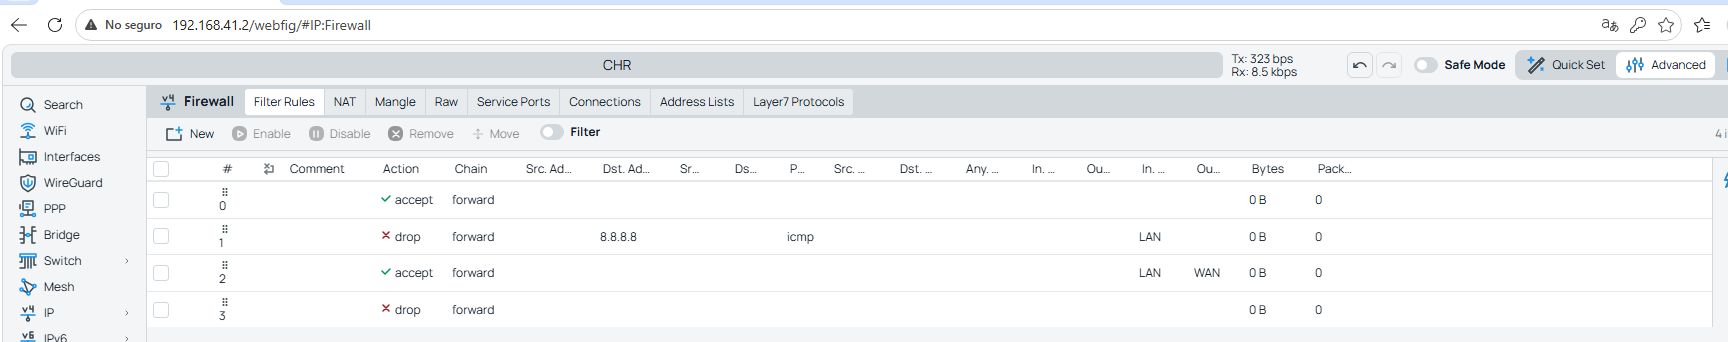 No seguro 192.168.41.2/webfig/#IP:Firewall
CHR
Tx: 323 bps
Rx: 8.5 kbps
Safe Mode
Quick Set
Advanced
Search
WiFi
Interfaces
WireGuard
PPP
Bridge
Switch
Mesh
IP
IPv6
Firewall Filter Rules NAT Mangle Raw Service Ports Connections Address Lists Layer7 Protocols
New Enable Disable Remove Move Filter
# Comment Action Chain Src. Ad... Dst. Ad... Sr... Ds... P... Src. ... Dst. ... Any. ... In. ... Ou... In. ... Ou... Bytes Pack...
0 accept forward 0 B 0
1 drop forward 8.8.8.8 icmp LAN 0 B 0
2 accept forward LAN WAN 0 B 0
3 drop forward 0 B 0